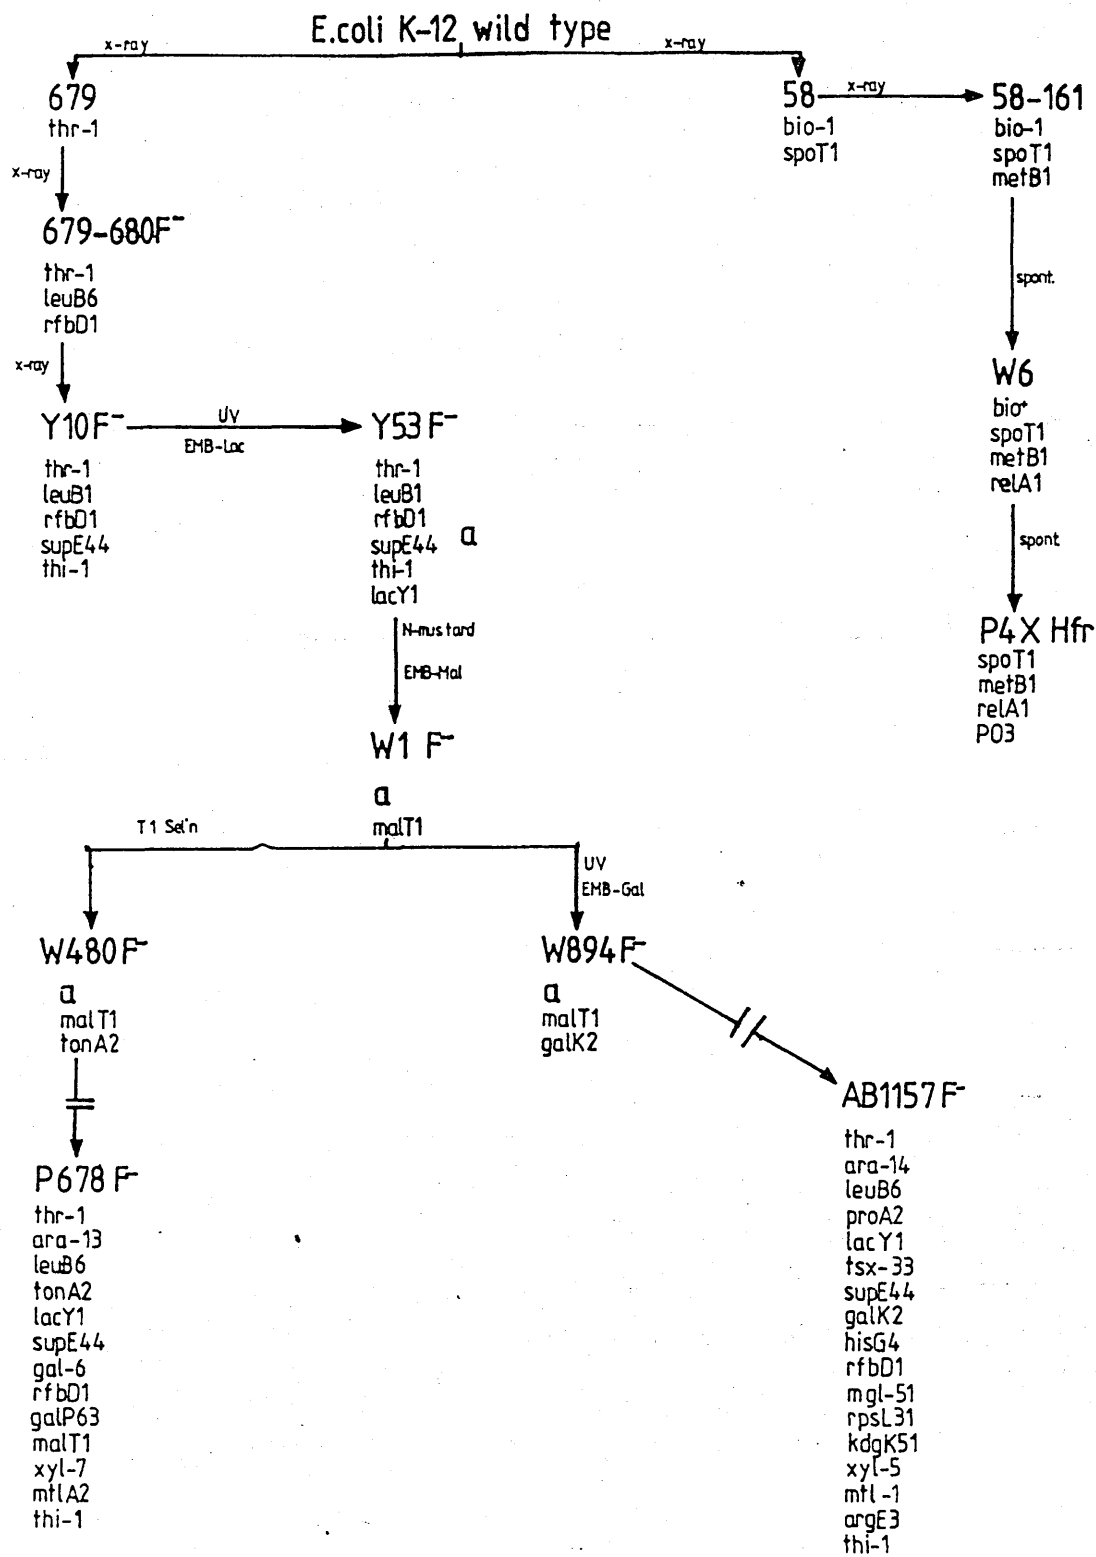 E.coli K-12 wild type
x-ray
x-ray
679
thr-1
58
bio-1
spoT1
x-ray
58-161
bio-1
spoT1
metB1
x-ray
679-680F-
thr-1
leuB6
rfbD1
spont.
x-ray
W6
bio+
spoT1
metB1
relA1
Y10F-
thr-1
leuB1
rfbD1
supE44
thi-1
UV
EMB-Lac
Y53F-
thr-1
leuB1
rfbD1
supE44
thi-1
lacY1
a
spont
P4X Hfr
spoT1
metB1
relA1
PO3
N-mustard
EMB-Mal
W1 F-
a
malT1
T1 Sel'n
UV
EMB-Gal
W480F-
a
malT1
tonA2
W894F-
a
malT1
galK2
P678F-
thr-1
ara-13
leuB6
tonA2
lacY1
supE44
gal-6
rfbD1
galP63
malT1
xyl-7
mtlA2
thi-1
AB1157F-
thr-1
ara-14
leuB6
proA2
lacY1
tsx-33
supE44
galK2
hisG4
rfbD1
mgl-51
rpsL31
kdgK51
xyl-5
mtl-1
argE3
thi-1